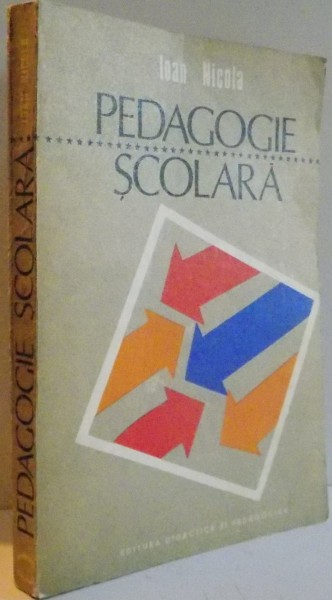 Ioan Nicola
PEDAGOGIE
ȘCOLARĂ
EDITURA DIDACTICĂ ȘI PEDAGOGICĂ
PEDAGOGIE ȘCOLARĂ